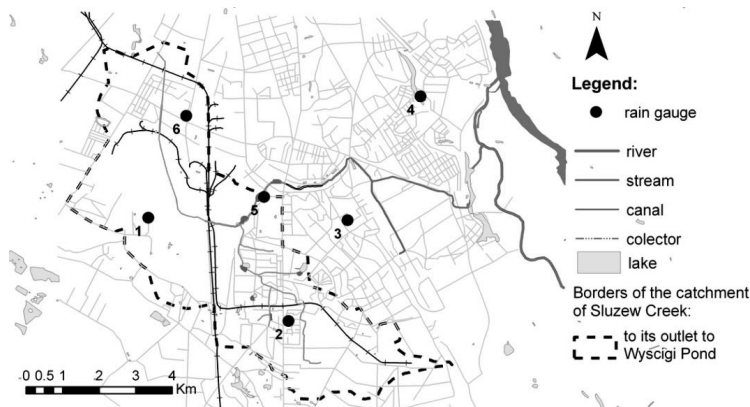 N
Legend:
rain gauge
river
stream
canal
colector
lake
Borders of the catchment
of Sluzew Creek:
to its outlet to
Wyscigi Pond
4
6
5
1
3
2
0 0.5 1 2 3 4
Km